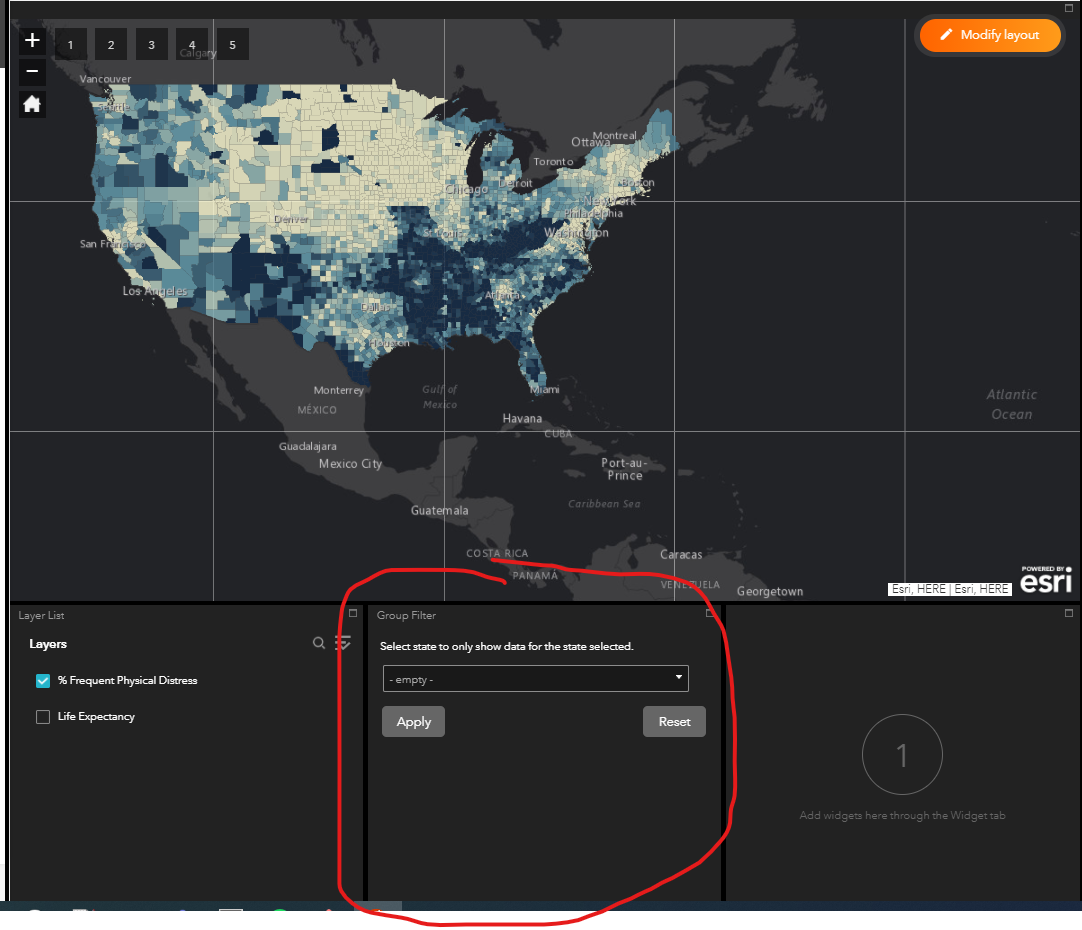 +
1 2 3 4 5
Modify layout
−
Calgary
Vancouver
Seattle
Montreal
Ottawa
Toronto
Chicago
Detroit
Boston
New York
Denver
Philadelphia
St Louis
Washington
San Francisco
Los Angeles
Atlanta
Dallas
Houston
Monterrey
Gulf of
Mexico
Miami
MÉXICO
Havana
CUBA
Atlantic
Ocean
Guadalajara
Mexico City
Port-au-
Prince
Caribbean Sea
Guatemala
COSTA RICA
Caracas
PANAMÁ
VENEZUELA
Georgetown
POWERED BY
esri
Esri, HERE | Esri, HERE
Layer List
Layers
% Frequent Physical Distress
Life Expectancy
Group Filter
Select state to only show data for the state selected.
- empty -
Apply
Reset
1
Add widgets here through the Widget tab